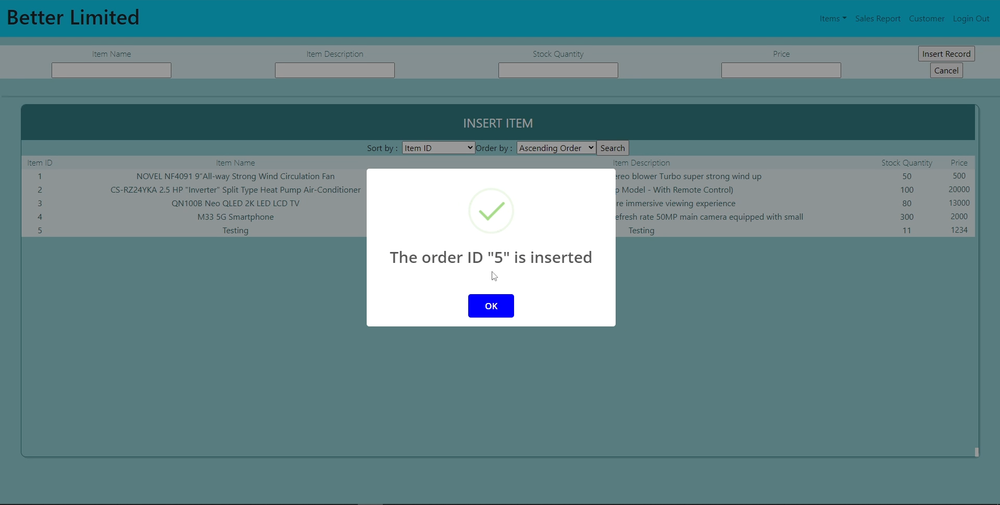 Better Limited
Items Sales Report Customer Login Out
Item Name Item Description Stock Quantity Price Insert Record
Cancel
INSERT ITEM
Sort by : Item ID Order by : Ascending Order Search
Item ID Item Name Item Description Stock Quantity Price
1 NOVEL NF4091 9″All-way Strong Wind Circulation Fan ereo blower Turbo super strong wind up 50 500
2 CS-RZ24YKA 2.5 HP "Inverter" Split Type Heat Pump Air-Conditioner Model - With Remote Control) 100 20000
3 QN100B Neo QLED 2K LED LCD TV re immersive viewing experience 80 13000
4 M33 5G Smartphone efresh rate 50MP main camera equipped with small 300 2000
5 Testing Testing 11 1234
The order ID "5" is inserted
OK